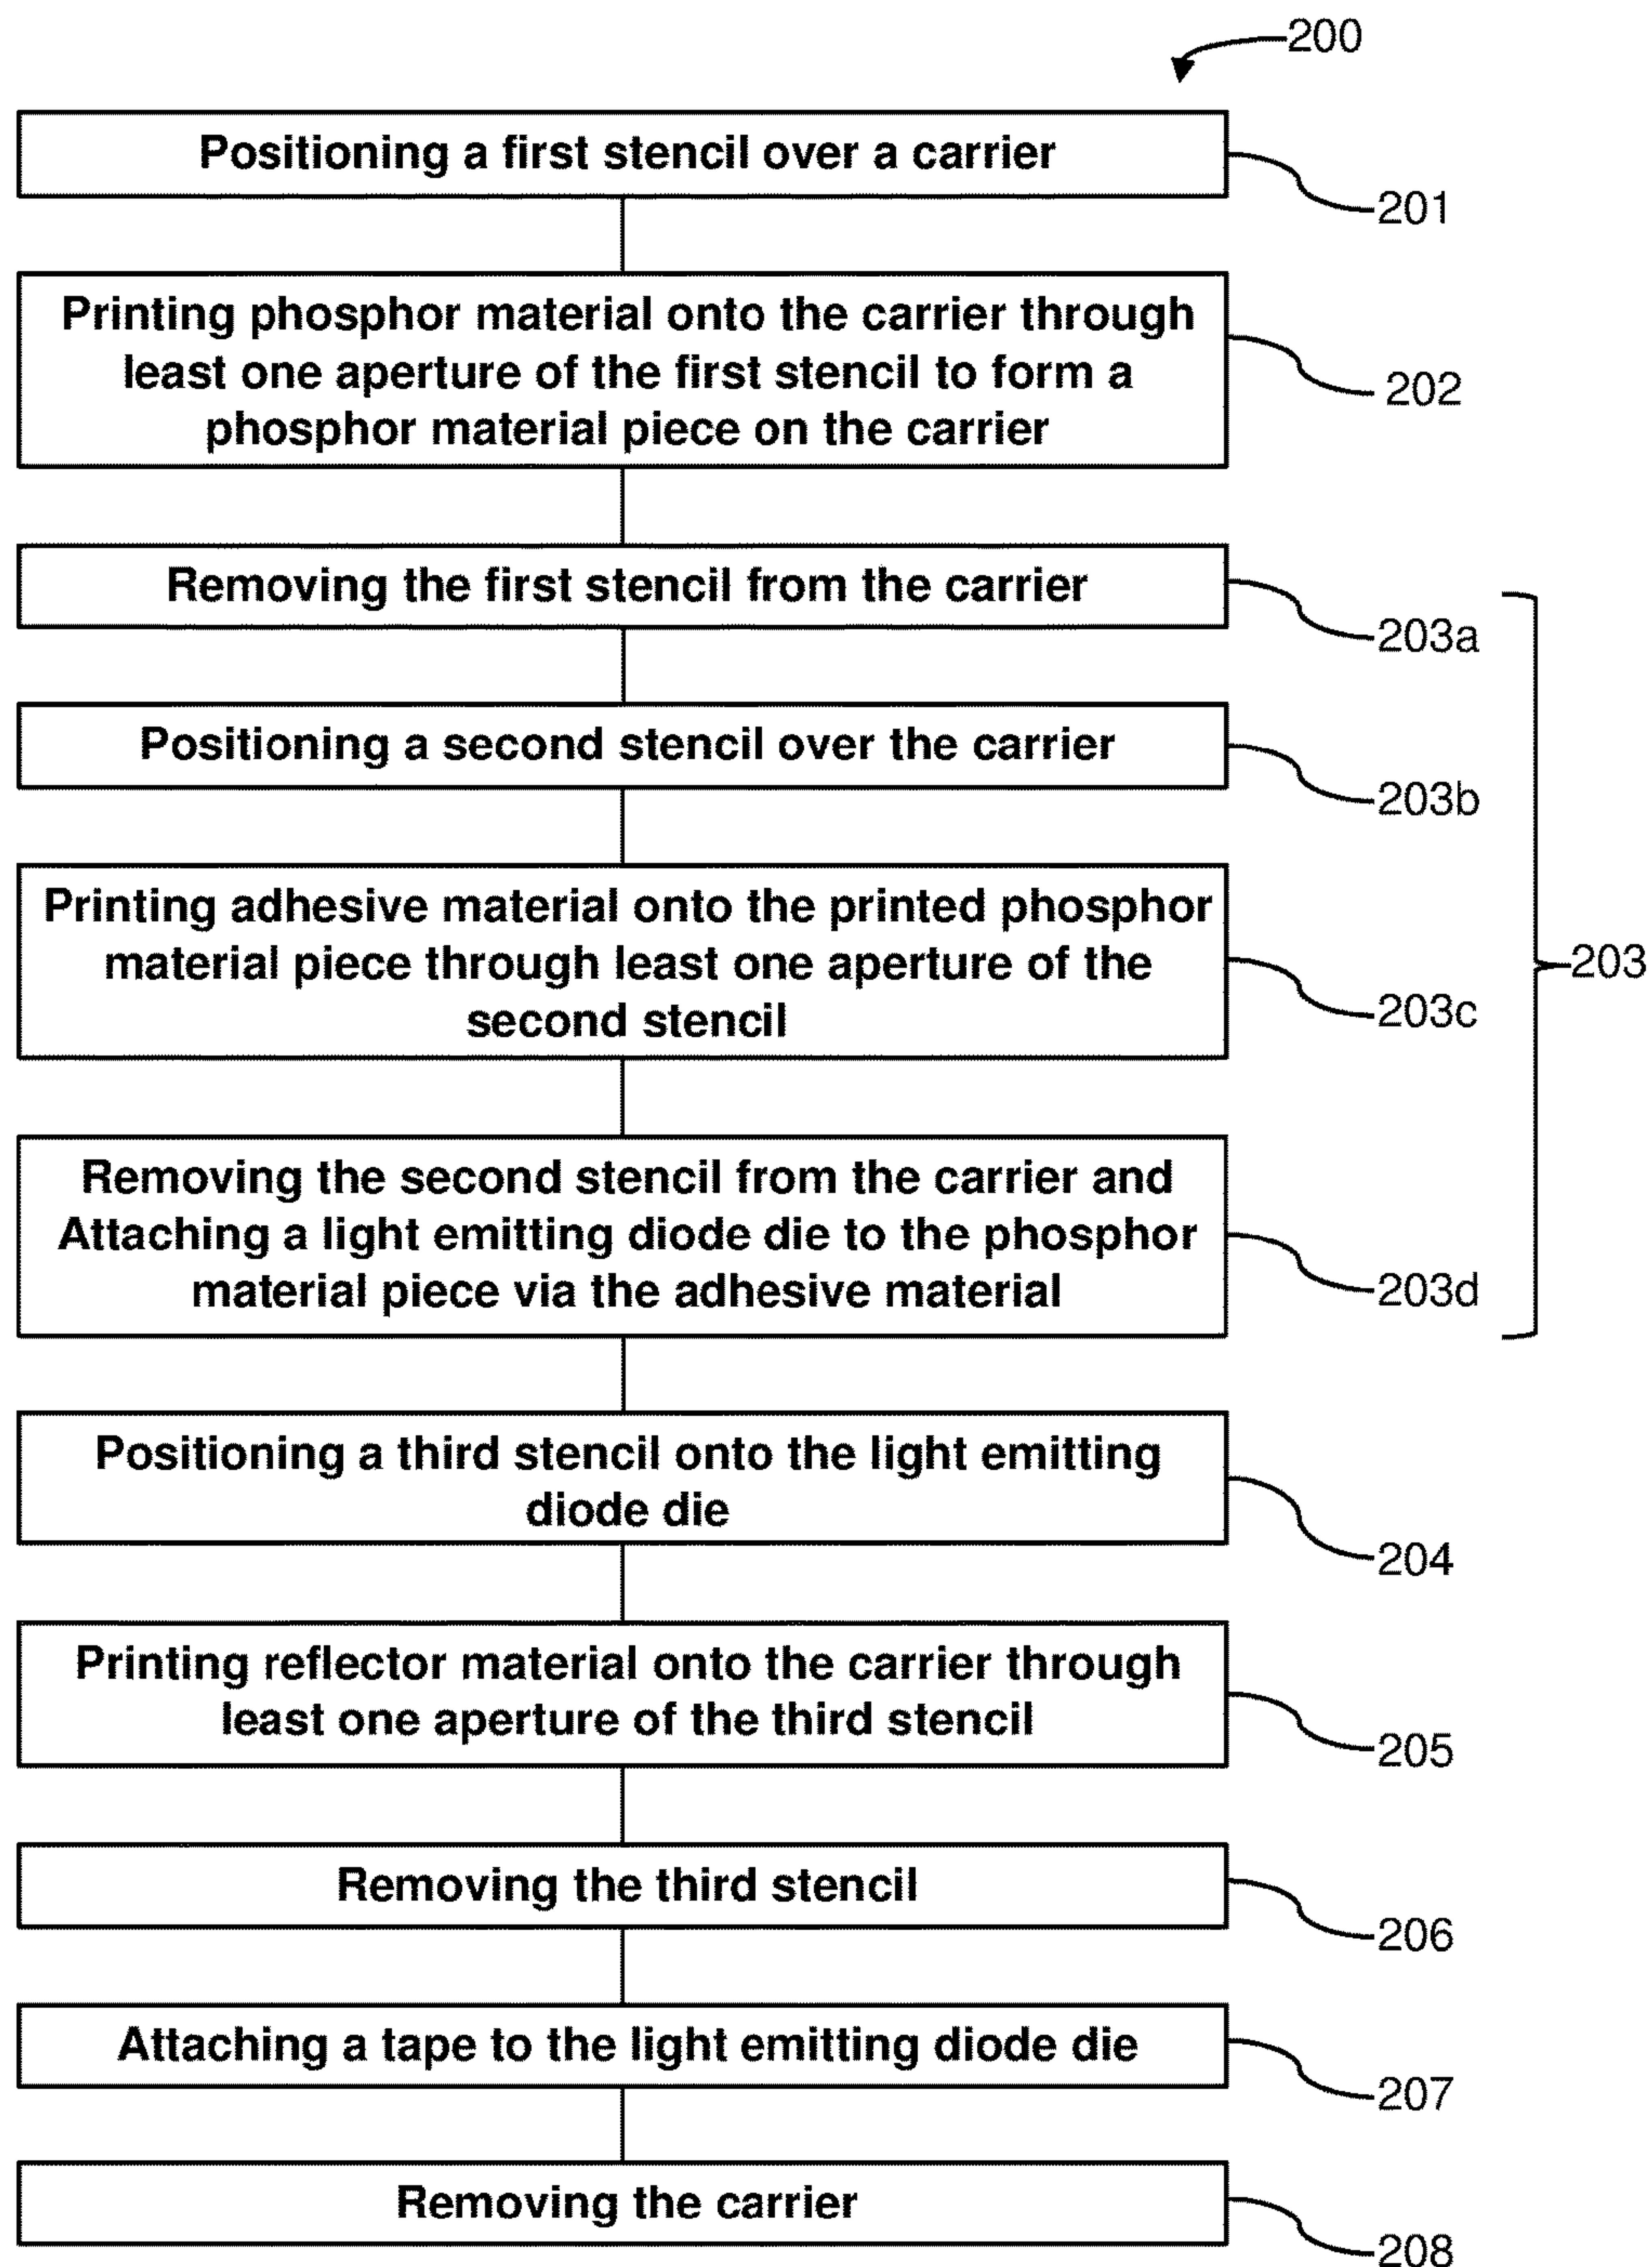 200
Positioning a first stencil over a carrier
201
Printing phosphor material onto the carrier through
least one aperture of the first stencil to form a
phosphor material piece on the carrier
202
Removing the first stencil from the carrier
203a
Positioning a second stencil over the carrier
203b
Printing adhesive material onto the printed phosphor
material piece through least one aperture of the
second stencil
203c
203
Removing the second stencil from the carrier and
Attaching a light emitting diode die to the phosphor
material piece via the adhesive material
203d
Positioning a third stencil onto the light emitting
diode die
204
Printing reflector material onto the carrier through
least one aperture of the third stencil
205
Removing the third stencil
206
Attaching a tape to the light emitting diode die
207
Removing the carrier
208